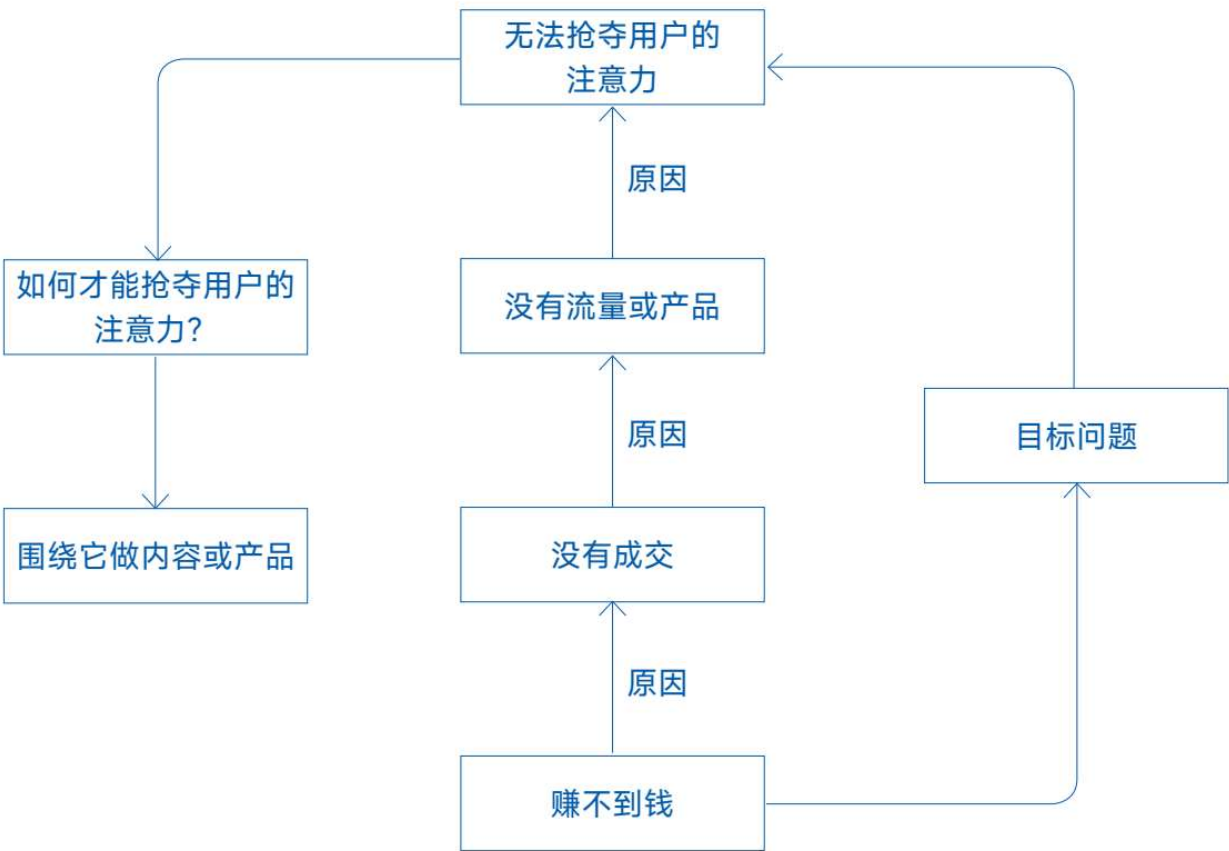 无法抢夺用户的
注意力
原因
如何才能抢夺用户的
注意力？
没有流量或产品
原因
目标问题
围绕它做内容或产品
没有成交
原因
赚不到钱